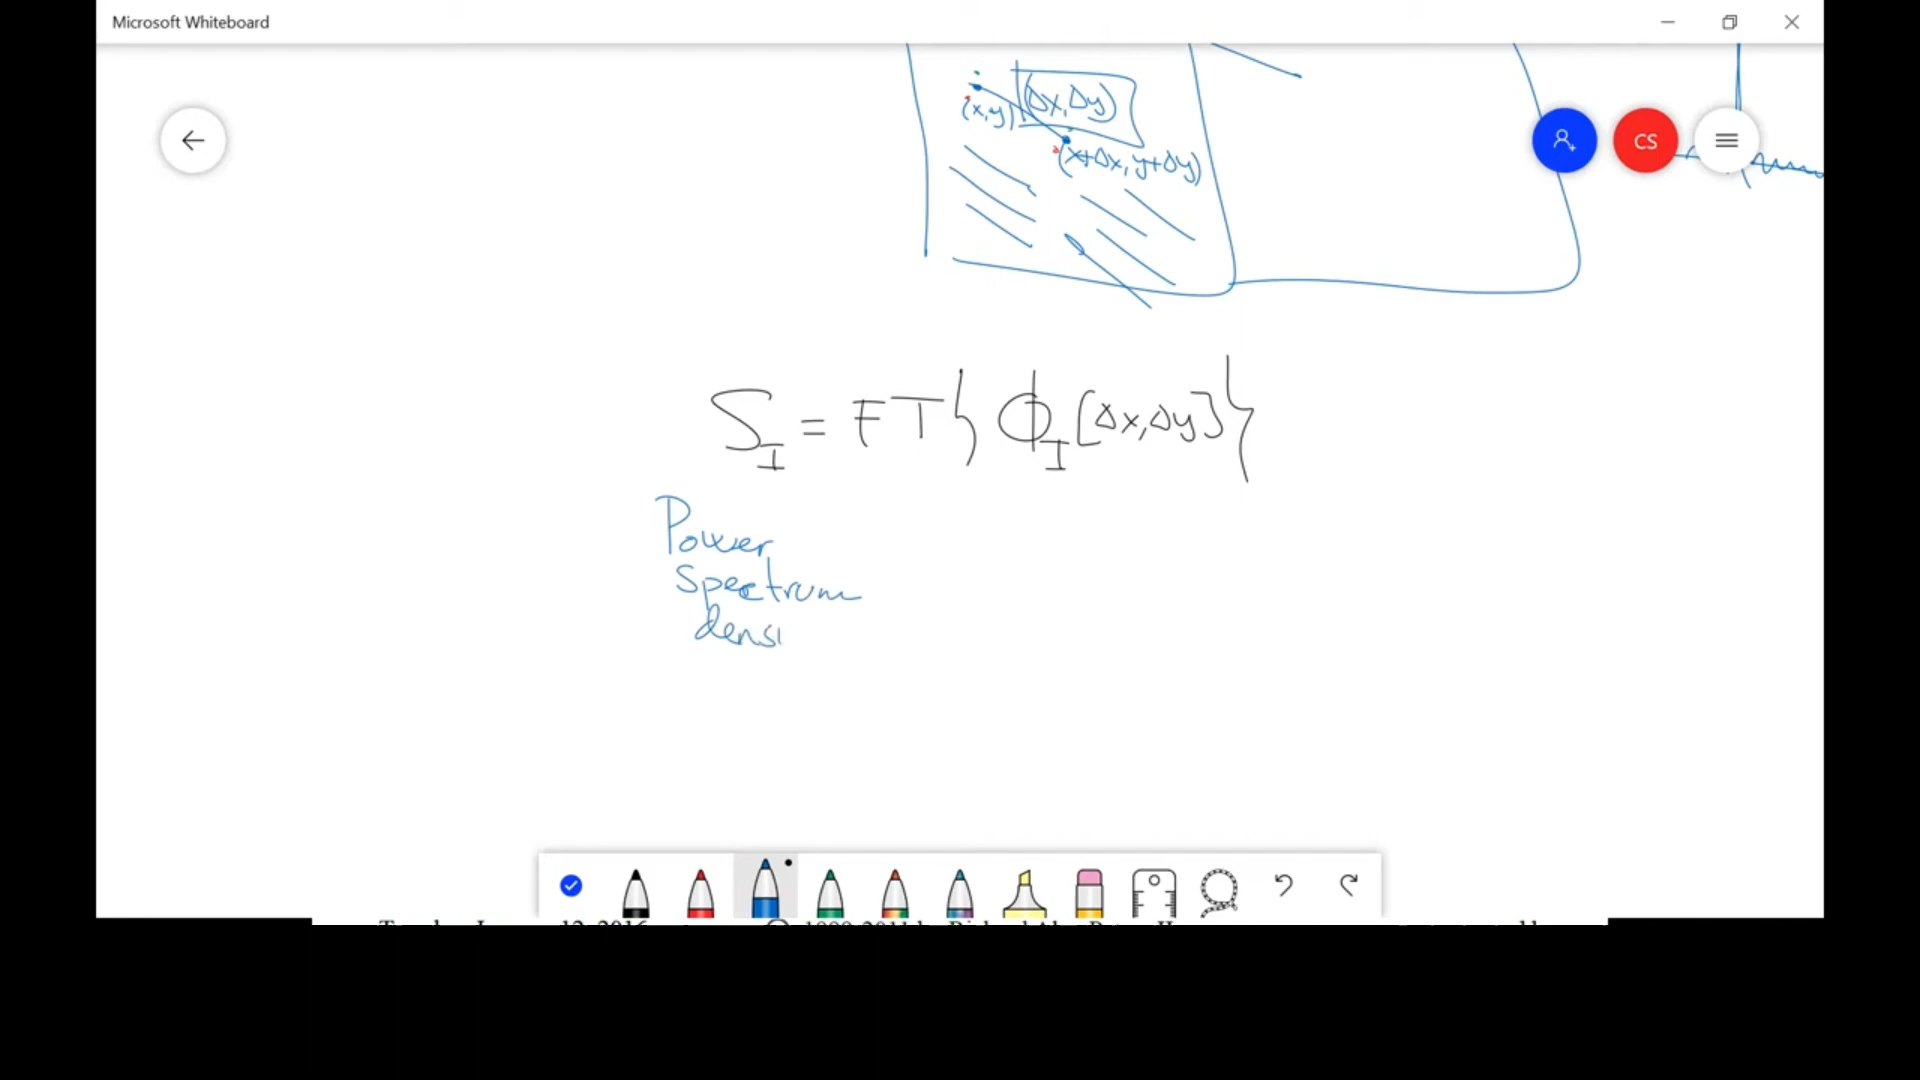 Microsoft Whiteboard
(x,y) (Δx,Δy)
(x+Δx,y+Δy)
CS
S_I = FT{ Φ_I [Δx,Δy] }
Power
spectrum
densi